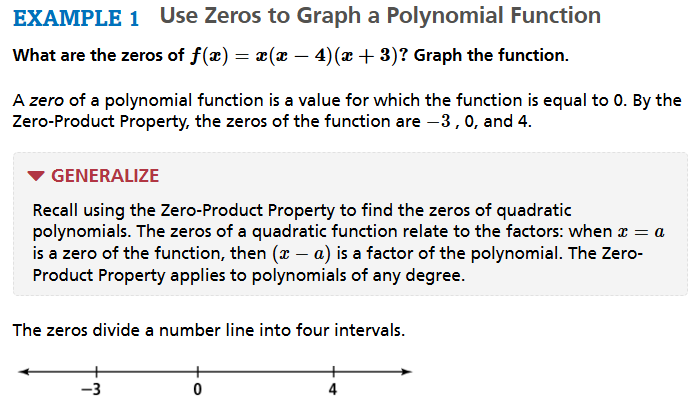 EXAMPLE 1 Use Zeros to Graph a Polynomial Function
What are the zeros of f(x) = x(x − 4)(x + 3)? Graph the function.
A zero of a polynomial function is a value for which the function is equal to 0. By the
Zero-Product Property, the zeros of the function are −3 , 0, and 4.
GENERALIZE
Recall using the Zero-Product Property to find the zeros of quadratic
polynomials. The zeros of a quadratic function relate to the factors: when x = a
is a zero of the function, then (x − a) is a factor of the polynomial. The Zero-
Product Property applies to polynomials of any degree.
The zeros divide a number line into four intervals.
−3 0 4